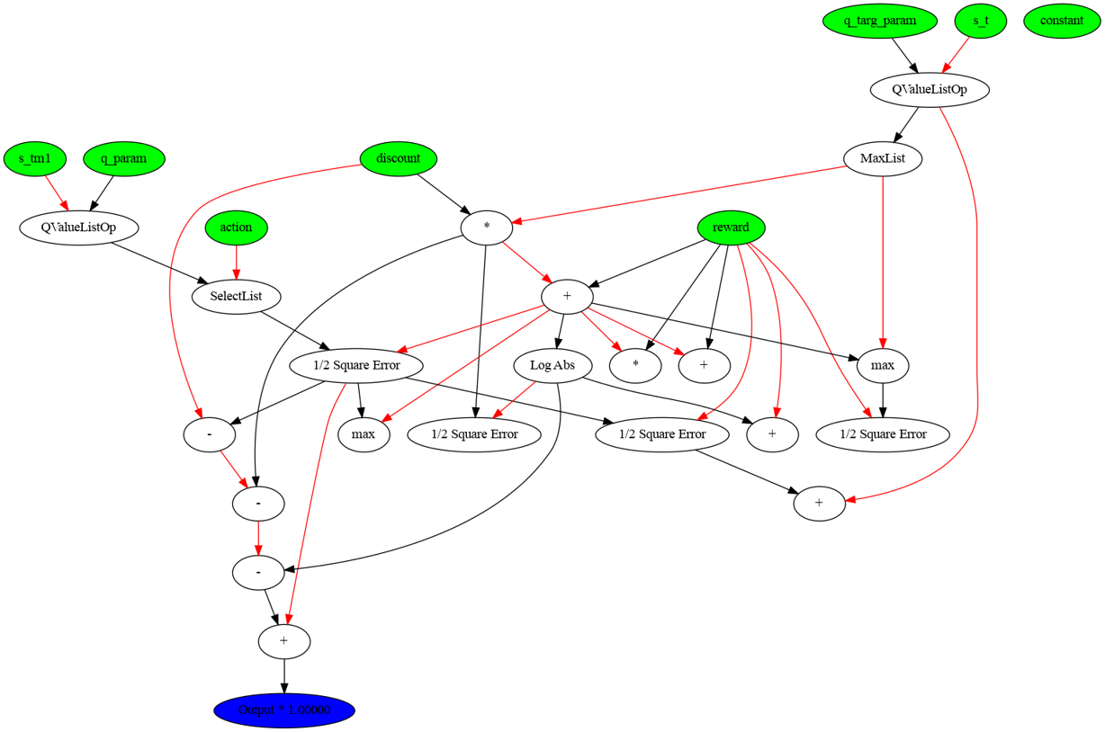 q_targ_param
s_t
constant
QValueListOp
s_tm1
q_param
discount
MaxList
QValueListOp
action
*
reward
SelectList
+
1/2 Square Error
Log Abs
*
+
max
-
max
1/2 Square Error
1/2 Square Error
+
1/2 Square Error
-
+
-
+
Output * 1.00000